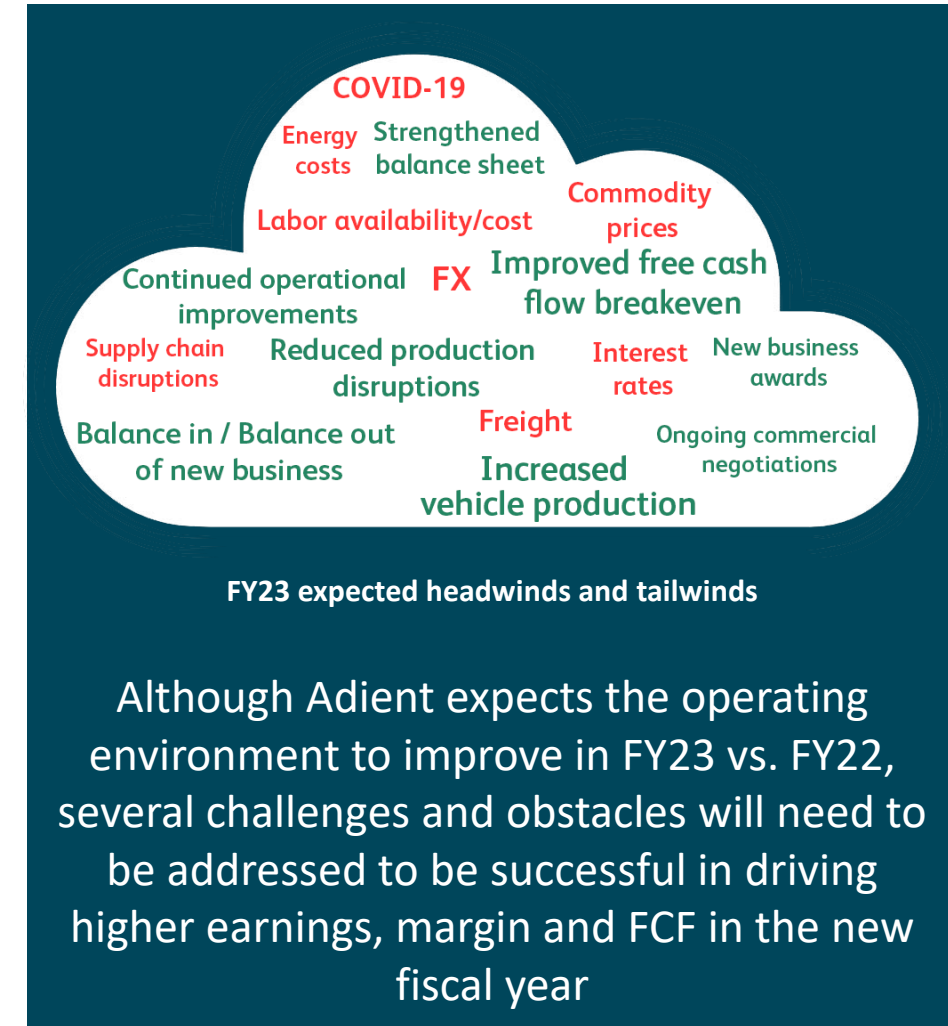 COVID-19
Energy
costs
Strengthened
balance sheet
Commodity
prices
Labor availability/cost
Continued operational
improvements
FX
Improved free cash
flow breakeven
Supply chain
disruptions
Reduced production
disruptions
Interest
rates
New business
awards
Balance in / Balance out
of new business
Freight
Increased
vehicle production
Ongoing commercial
negotiations
FY23 expected headwinds and tailwinds
Although Adient expects the operating
environment to improve in FY23 vs. FY22,
several challenges and obstacles will need to
be addressed to be successful in driving
higher earnings, margin and FCF in the new
fiscal year